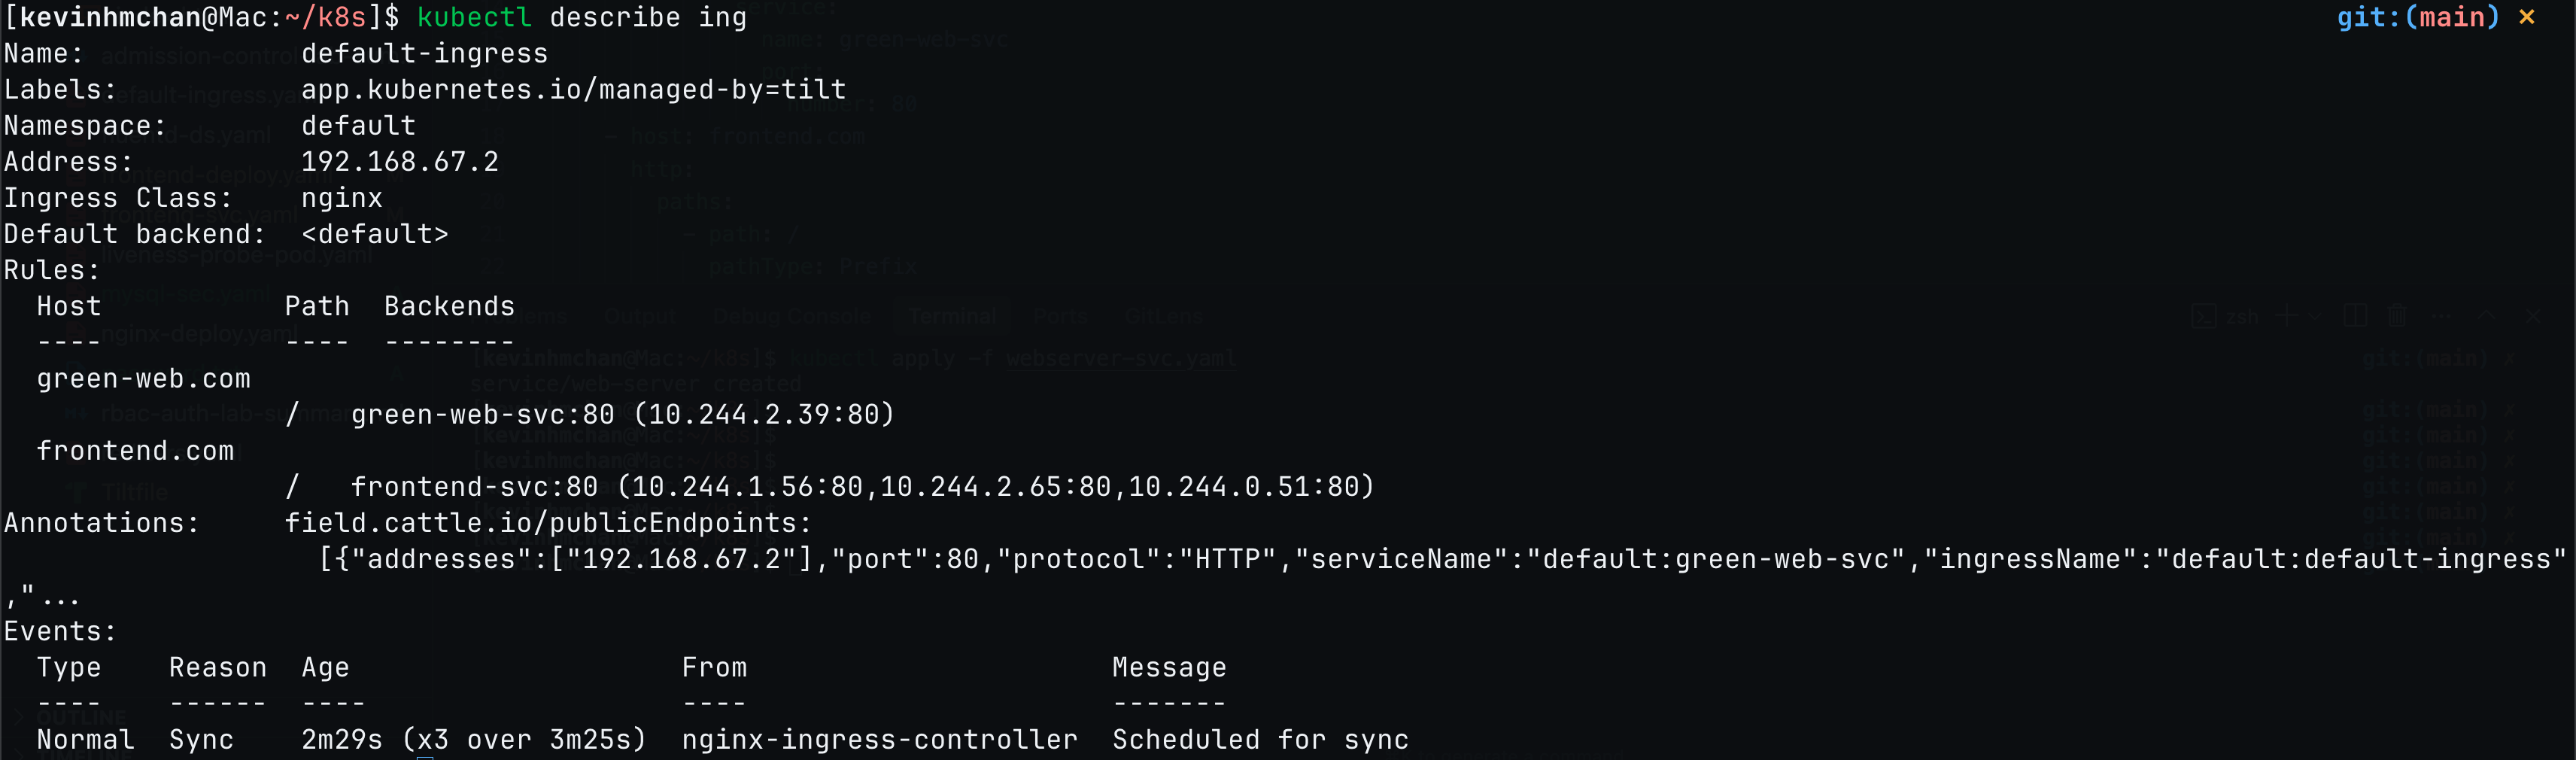 [kevinhmchan@Mac:~/k8s]$ kubectl describe ing git:(main) ×
Name: default-ingress
Labels: app.kubernetes.io/managed-by=tilt
Namespace: default
Address: 192.168.67.2
Ingress Class: nginx
Default backend: <default>
Rules:
Host Path Backends
---- ---- --------
green-web.com
/ green-web-svc:80 (10.244.2.39:80)
frontend.com
/ frontend-svc:80 (10.244.1.56:80,10.244.2.65:80,10.244.0.51:80)
Annotations: field.cattle.io/publicEndpoints:
[{"addresses":["192.168.67.2"],"port":80,"protocol":"HTTP","serviceName":"default:green-web-svc","ingressName":"default:default-ingress"
,"...
Events:
Type Reason Age From Message
---- ------ ---- ---- -------
Normal Sync 2m29s (x3 over 3m25s) nginx-ingress-controller Scheduled for sync